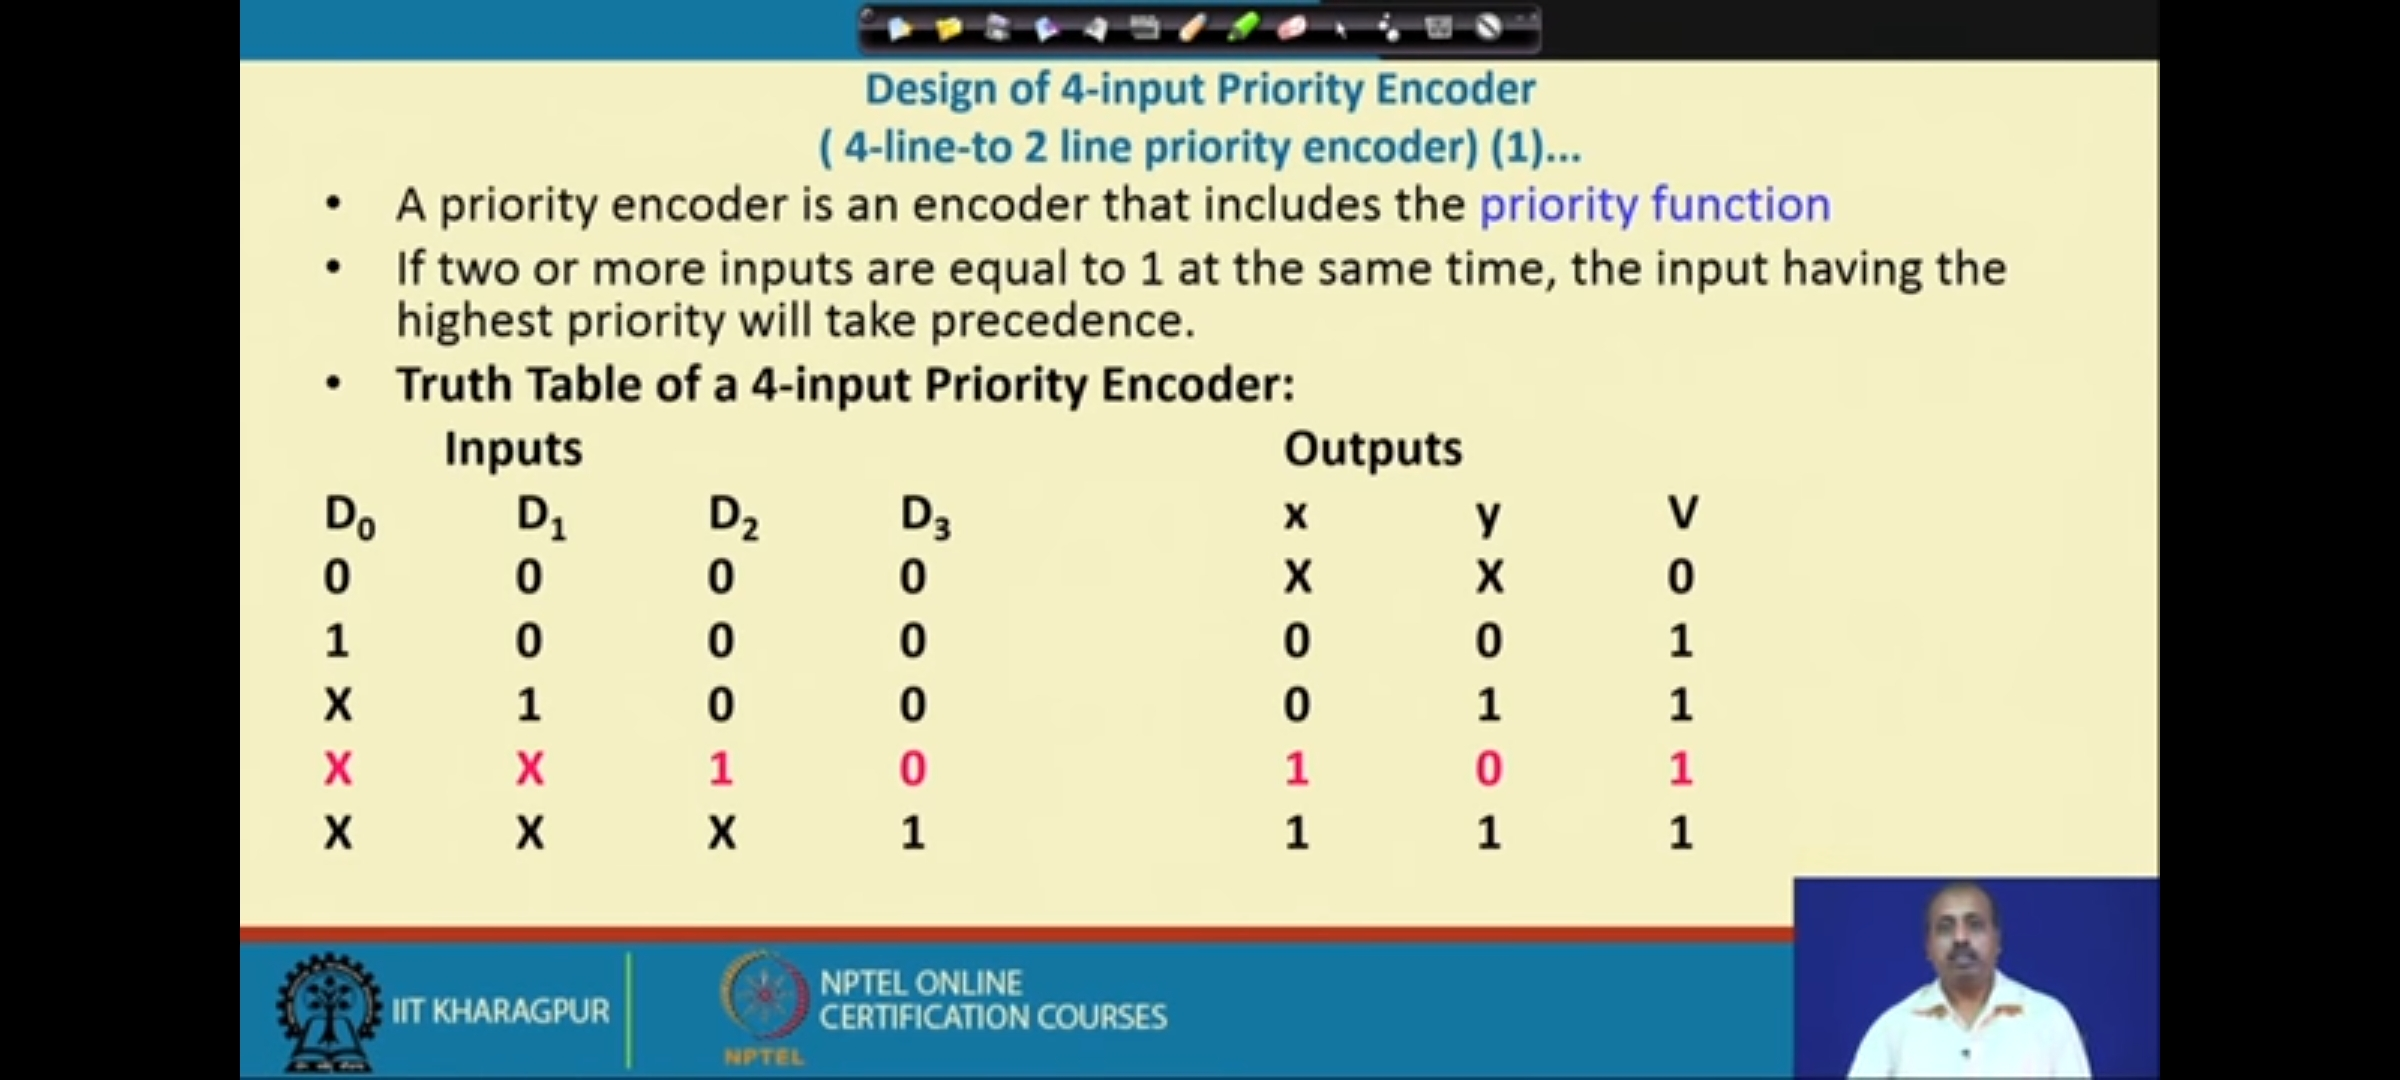 Design of 4-input Priority Encoder
( 4-line-to 2 line priority encoder) (1)...
• A priority encoder is an encoder that includes the priority function
• If two or more inputs are equal to 1 at the same time, the input having the
highest priority will take precedence.
• Truth Table of a 4-input Priority Encoder:
Inputs Outputs
D₀ D₁ D₂ D₃ x y V
0 0 0 0 X X 0
1 0 0 0 0 0 1
X 1 0 0 0 1 1
X X 1 0 1 0 1
X X X 1 1 1 1
IIT KHARAGPUR
NPTEL
NPTEL ONLINE
CERTIFICATION COURSES